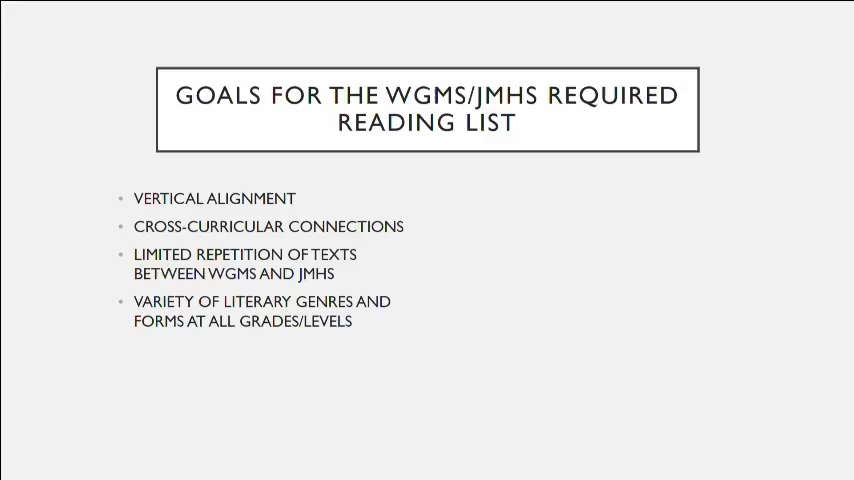 GOALS FOR THE WGMS/JMHS REQUIRED
READING LIST
• VERTICAL ALIGNMENT
• CROSS-CURRICULAR CONNECTIONS
• LIMITED REPETITION OF TEXTS
BETWEEN WGMS AND JMHS
• VARIETY OF LITERARY GENRES AND
FORMS AT ALL GRADES/LEVELS